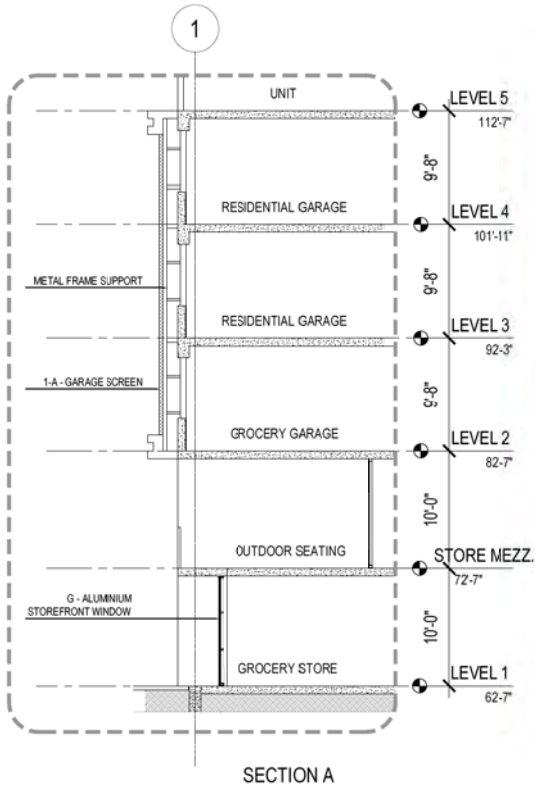 1
UNIT
LEVEL 5
112'-7"
9'-8"
RESIDENTIAL GARAGE
LEVEL 4
101'-11"
METAL FRAME SUPPORT
9'-8"
RESIDENTIAL GARAGE
LEVEL 3
92'-3"
1-A - GARAGE SCREEN
9'-8"
GROCERY GARAGE
LEVEL 2
82'-7"
10'-0"
OUTDOOR SEATING
STORE MEZZ.
72'-7"
G - ALUMINIUM
STOREFRONT WINDOW
10'-0"
GROCERY STORE
LEVEL 1
62'-7"
SECTION A